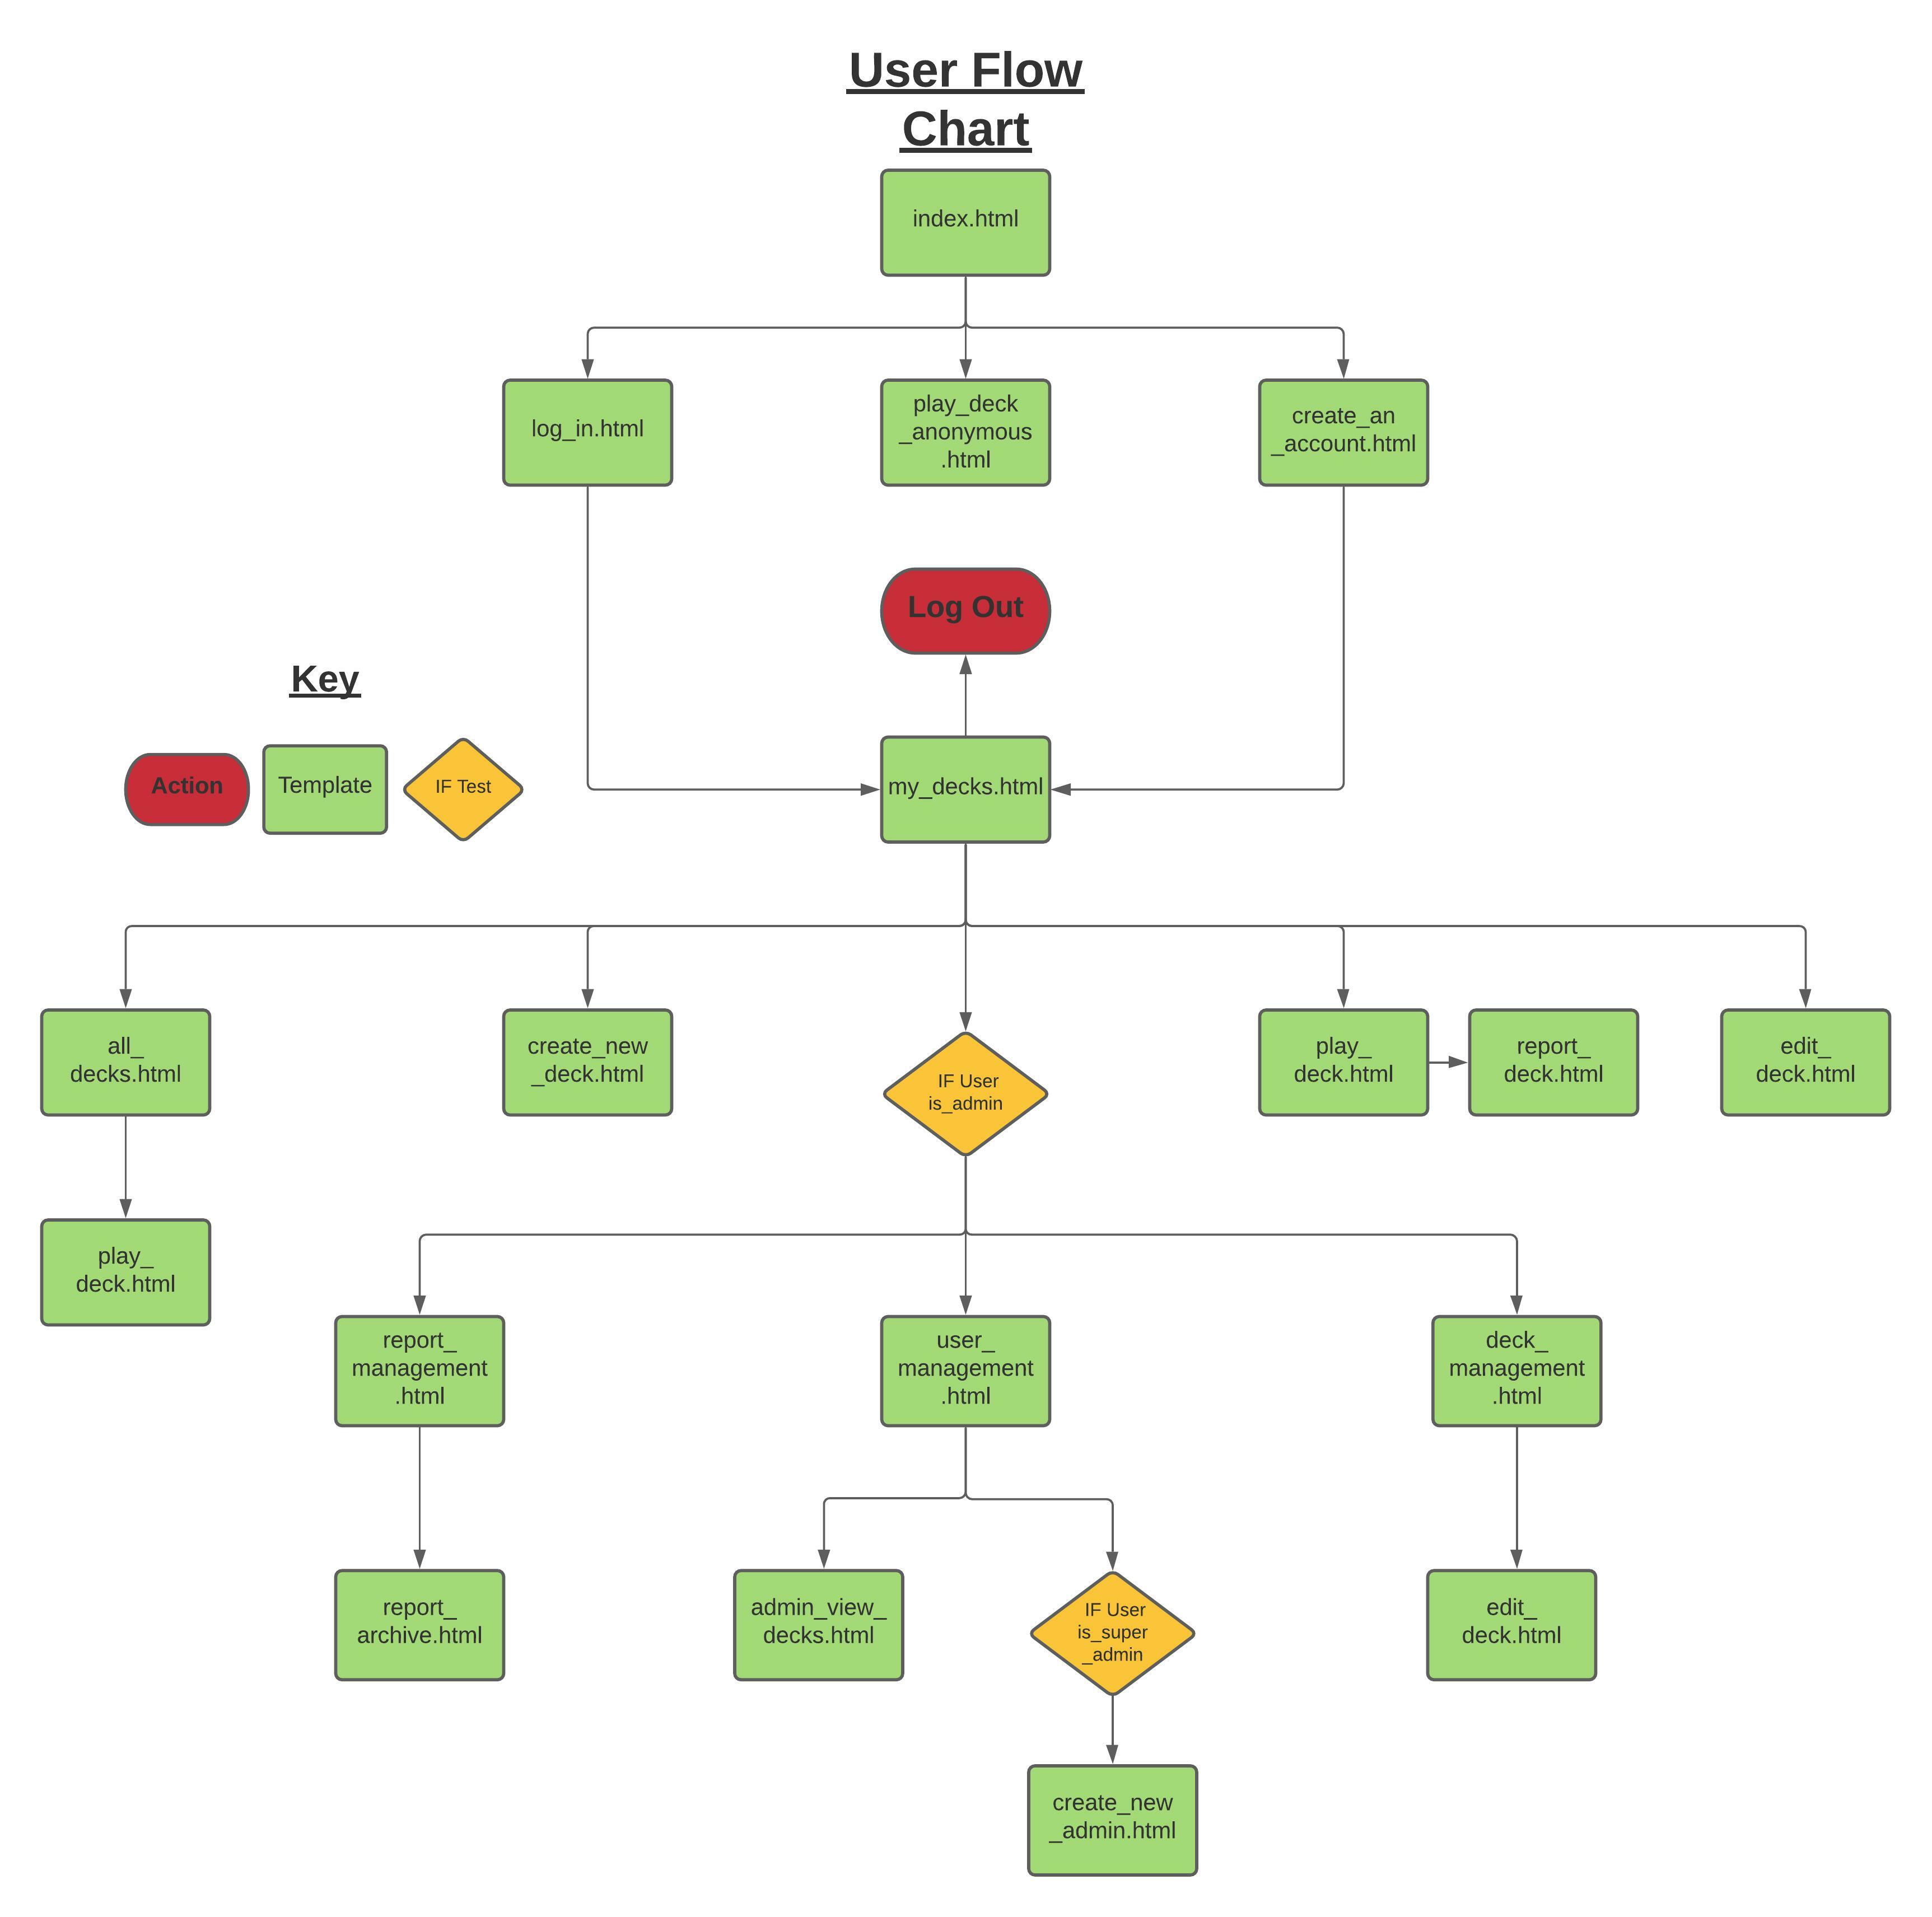 User Flow
Chart
index.html
log_in.html
play_deck
_anonymous
.html
create_an
_account.html
Log Out
Key
Action
Template
IF Test
my_decks.html
all_
decks.html
create_new
_deck.html
IF User
is_admin
play_
deck.html
report_
deck.html
edit_
deck.html
play_
deck.html
report_
management
.html
user_
management
.html
deck_
management
.html
report_
archive.html
admin_view_
decks.html
IF User
is_super
_admin
edit_
deck.html
create_new
_admin.html